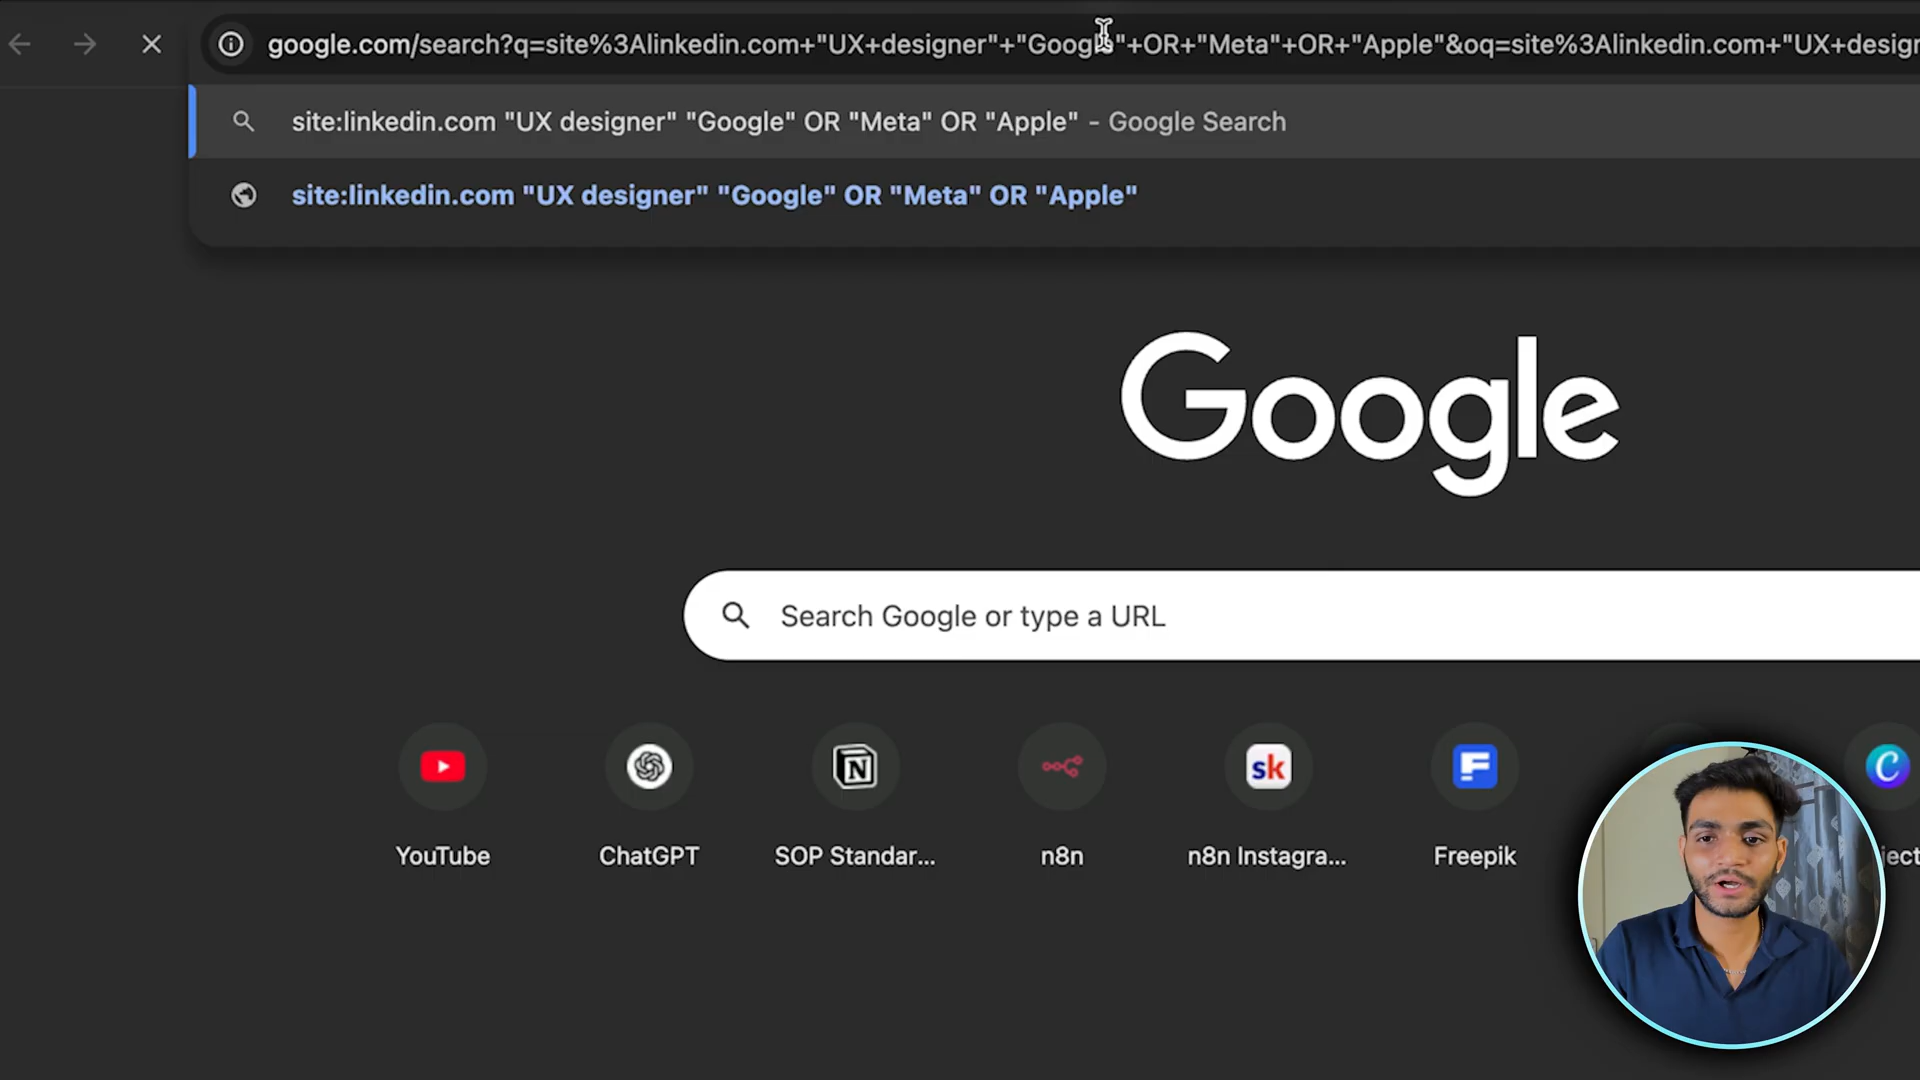 google.com/search?q=site%3Alinkedin.com+"UX+designer"+"Google"+OR+"Meta"+OR+"Apple"&oq=site%3Alinkedin.com+"UX+design
site:linkedin.com "UX designer" "Google" OR "Meta" OR "Apple" - Google Search
site:linkedin.com "UX designer" "Google" OR "Meta" OR "Apple"
Google
Search Google or type a URL
sk
YouTube
ChatGPT
SOP Standar...
n8n
n8n Instagra...
Freepik
ject